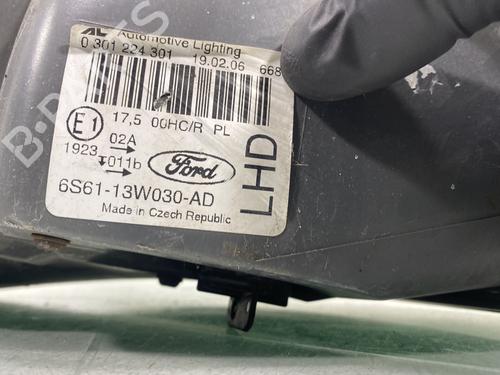 AL Automotive Lighting
0 301 224 301 19.02.06 668
17,5 00HC/R PL
E1
02A
1923
011b
Ford
6S61-13W030-AD
Made in Czech Republic
LHD
B-PARTS